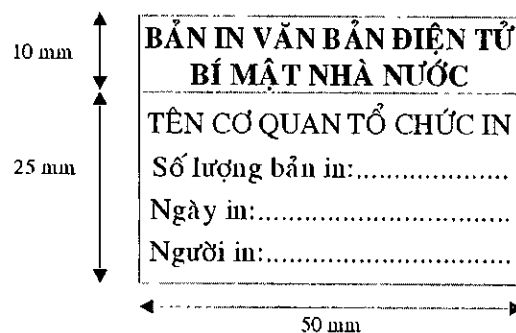 10 mm
BẢN IN VĂN BẢN ĐIỆN TỬ
BÍ MẬT NHÀ NƯỚC
25 mm
TÊN CƠ QUAN TỔ CHỨC IN
Số lượng bản in:....................
Ngày in:.................................
Người in:................................
50 mm